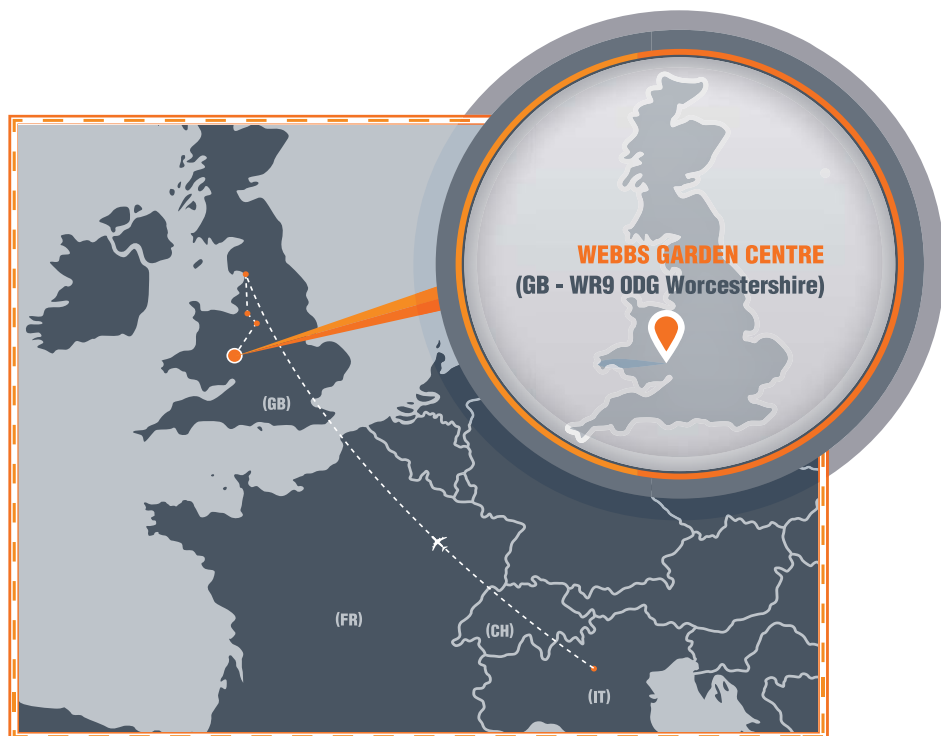 WEBBS GARDEN CENTRE
(GB - WR9 0DG Worcestershire)
(GB)
(FR)
(CH)
(IT)